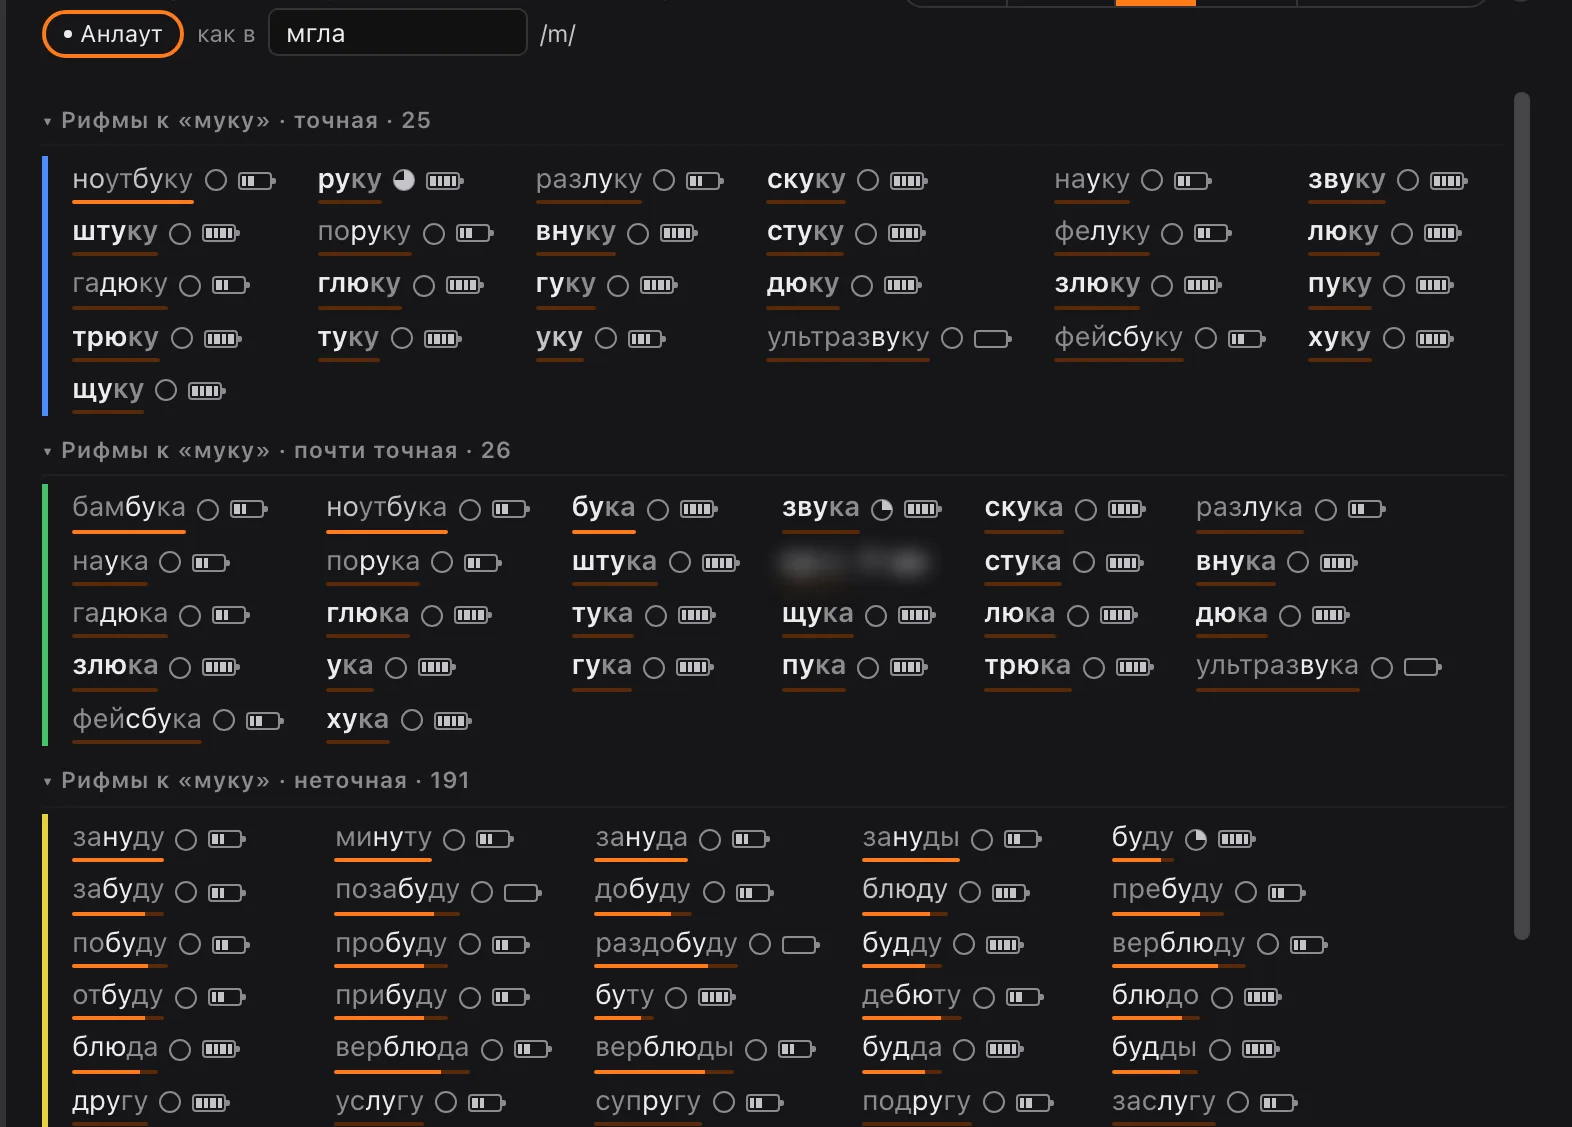 • Анлаут как в мгла /m/
▾ Рифмы к «муку» · точная · 25
ноутбуку руку разлуку скуку науку звуку
штуку поруку внуку стуку фелуку люку
гадюку глюку гуку дюку злюку пуку
трюку туку уку ультразвуку фейсбуку хуку
щуку
▾ Рифмы к «муку» · почти точная · 26
бамбука ноутбука бука звука скука разлука
наука порука штука стука внука
гадюка глюка тука щука люка дюка
злюка ука гука пука трюка ультразвука
фейсбука хука
▾ Рифмы к «муку» · неточная · 191
зануду минуту зануда зануды буду
забуду позабуду добуду блюду пребуду
побуду пробуду раздобуду будду верблюду
отбуду прибуду буту дебюту блюдо
блюда верблюда верблюды будда будды
другу услугу супругу подругу заслугу